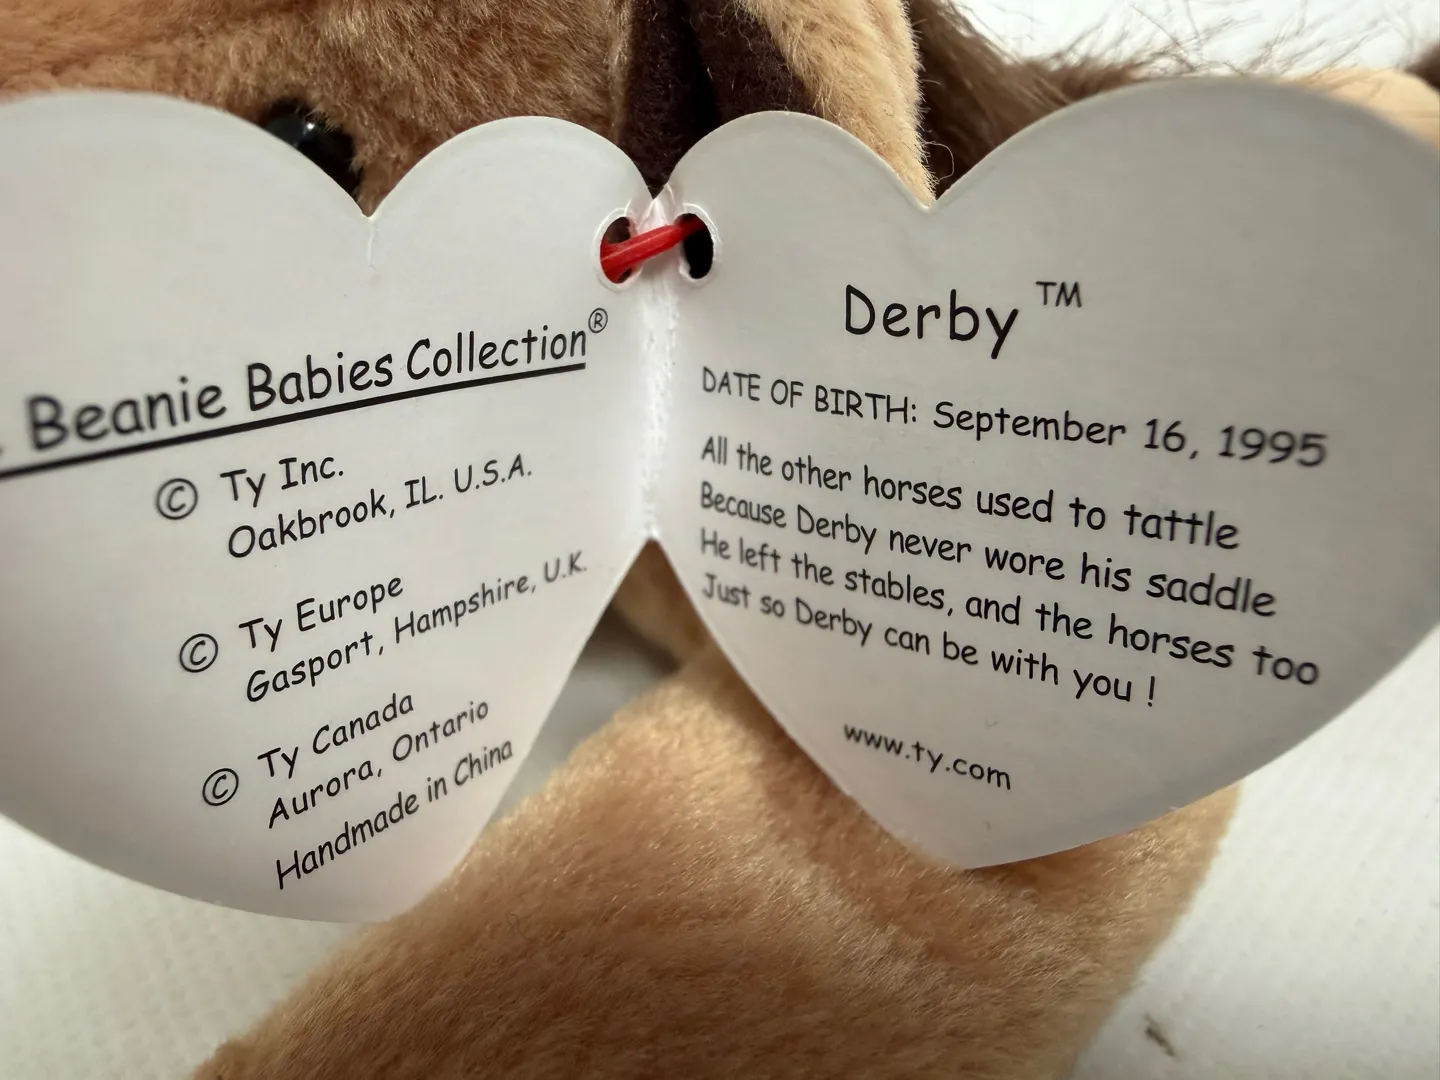 Beanie Babies Collection®
© Ty Inc.
Oakbrook, IL. U.S.A.
© Ty Europe
Gasport, Hampshire, U.K.
© Ty Canada
Aurora, Ontario
Handmade in China
Derby ™
DATE OF BIRTH: September 16, 1995
All the other horses used to tattle
Because Derby never wore his saddle
He left the stables, and the horses too
Just so Derby can be with you !
www.ty.com